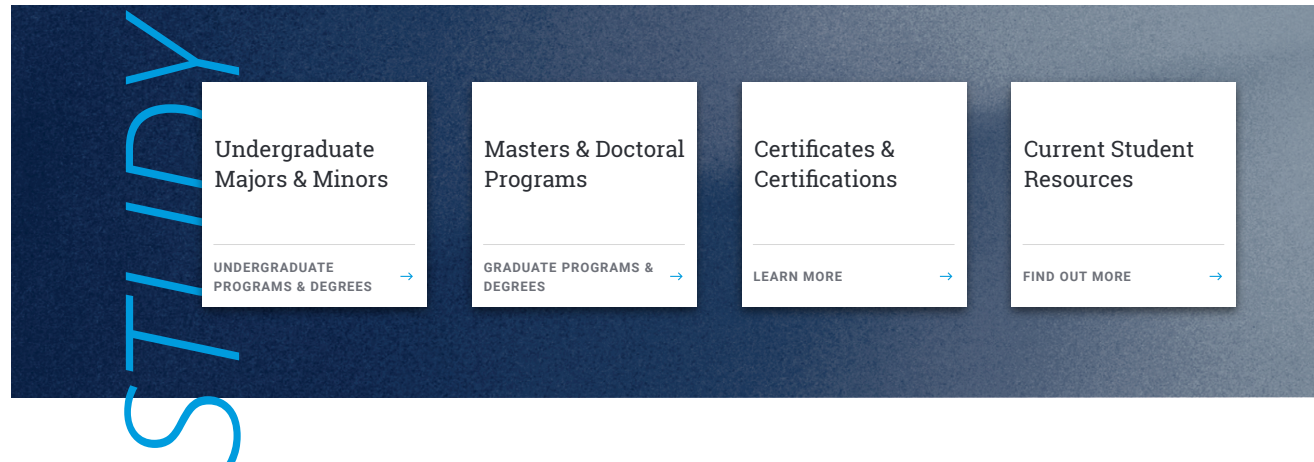 STUDY
Undergraduate
Majors & Minors
UNDERGRADUATE
PROGRAMS & DEGREES
Masters & Doctoral
Programs
GRADUATE PROGRAMS &
DEGREES
Certificates &
Certifications
LEARN MORE
Current Student
Resources
FIND OUT MORE